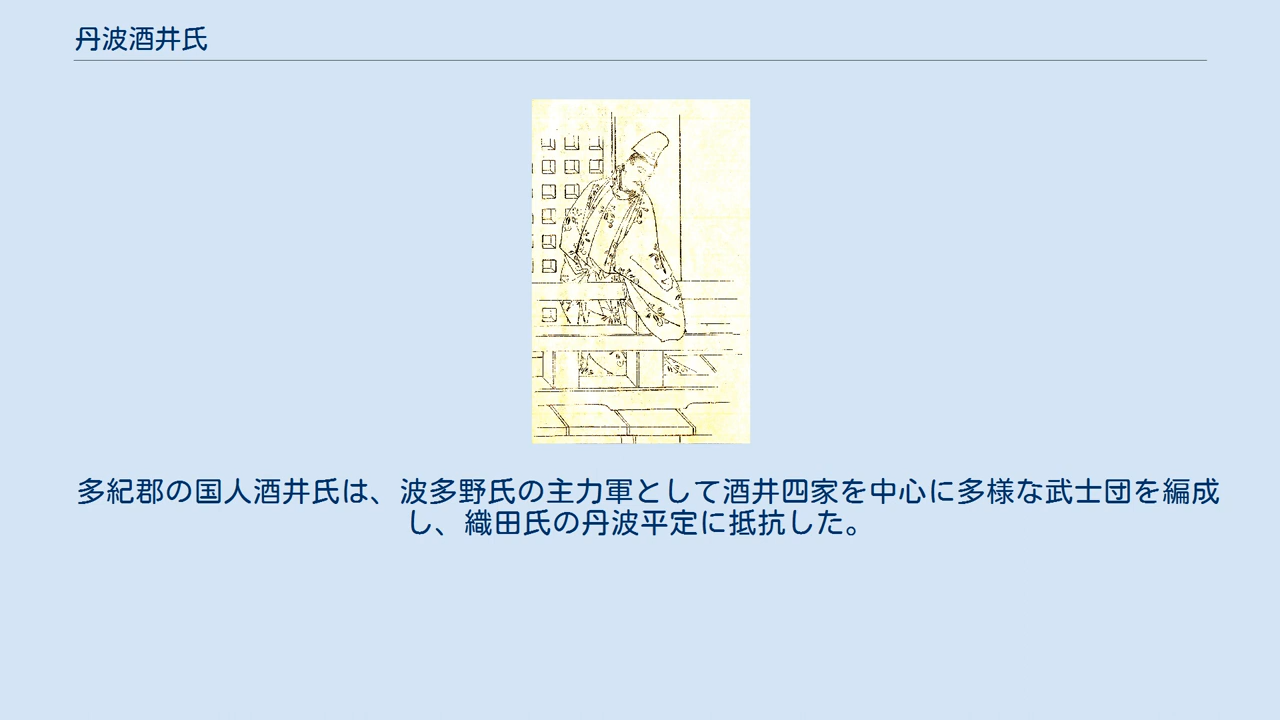 丹波酒井氏
多紀郡の国人酒井氏は、波多野氏の主力軍として酒井四家を中心に多様な武士団を編成
し、織田氏の丹波平定に抵抗した。